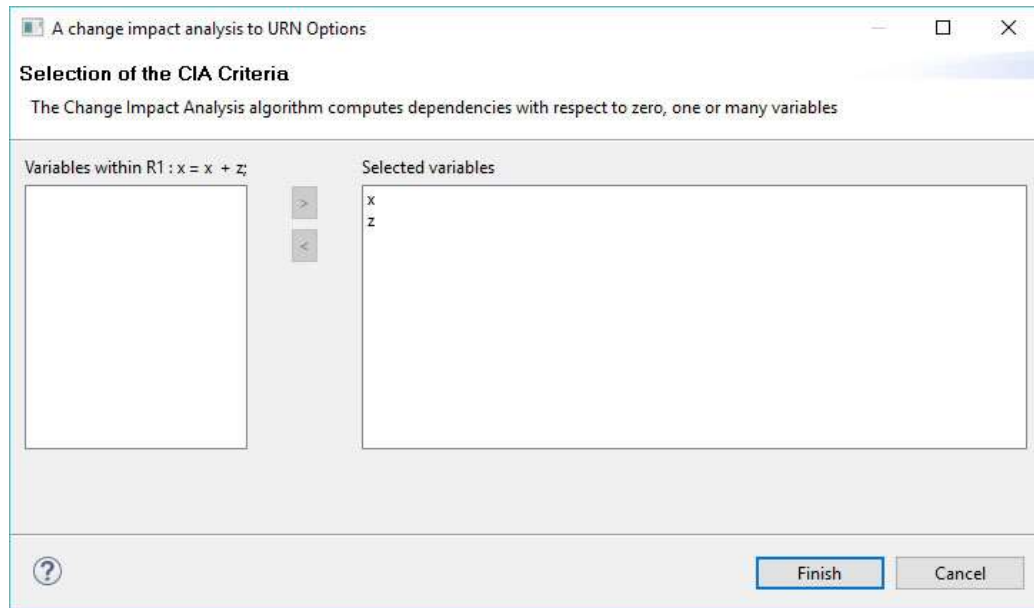 A change impact analysis to URN Options
Selection of the CIA Criteria
The Change Impact Analysis algorithm computes dependencies with respect to zero, one or many variables
Variables within R1 : x = x + z;
Selected variables
>
<
x
z
?
Finish
Cancel